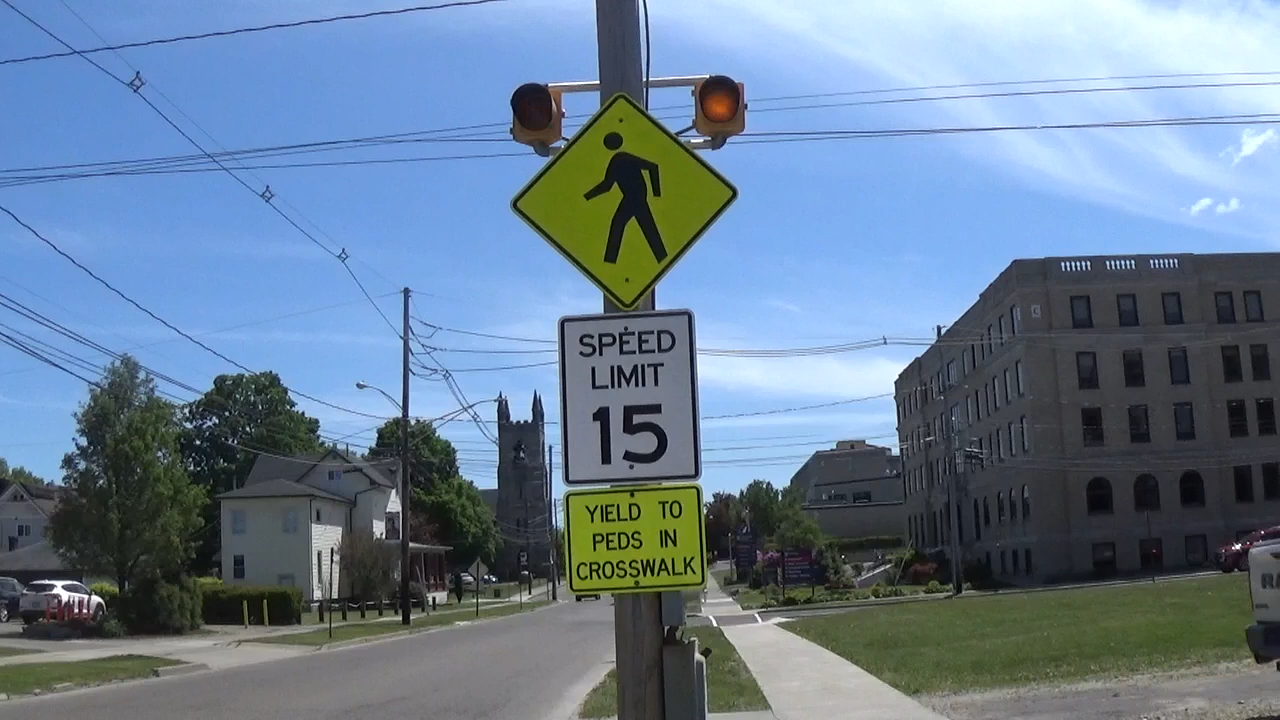 SPEED
LIMIT
15
YIELD TO
PEDS IN
CROSSWALK